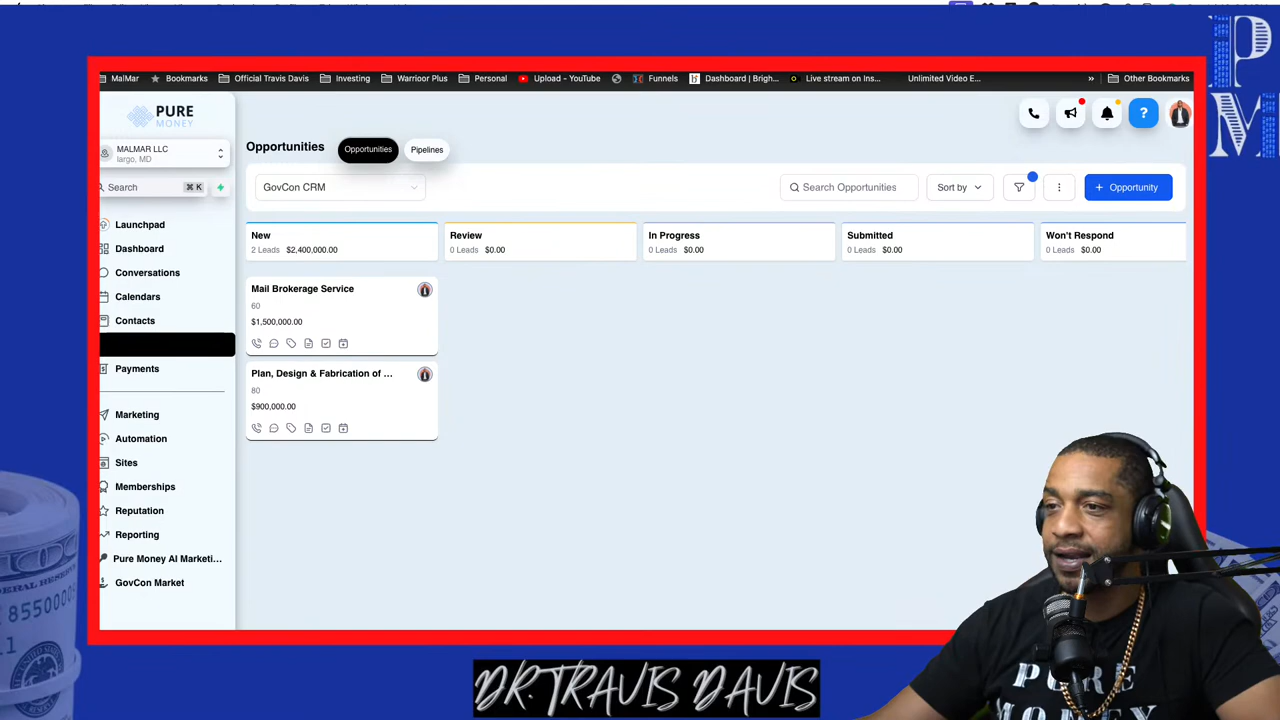 MalMar
Bookmarks
Official Travis Davis
Investing
Warrioor Plus
Personal
Upload - YouTube
Funnels
Dashboard | Brigh...
Live stream on Ins...
Unlimited Video E...
»
Other Bookmarks
P
M
PURE
MONEY
MALMAR LLC
largo, MD
Search ⌘ K
Launchpad
Dashboard
Conversations
Calendars
Contacts
Payments
Marketing
Automation
Sites
Memberships
Reputation
Reporting
Pure Money AI Marketi...
GovCon Market
Opportunities
Opportunities
Pipelines
?
GovCon CRM
Search Opportunities
Sort by
+ Opportunity
New
2 Leads $2,400,000.00
Review
0 Leads $0.00
In Progress
0 Leads $0.00
Submitted
0 Leads $0.00
Won't Respond
0 Leads $0.00
Mail Brokerage Service
60
$1,500,000.00
Plan, Design & Fabrication of ...
80
$900,000.00
DR. TRAVIS DAVIS
PURE
MONEY